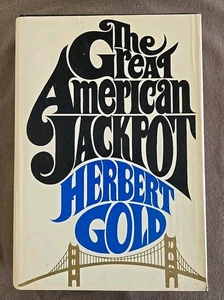 The
Great
American
JACKPOT
HERBERT
GOLD